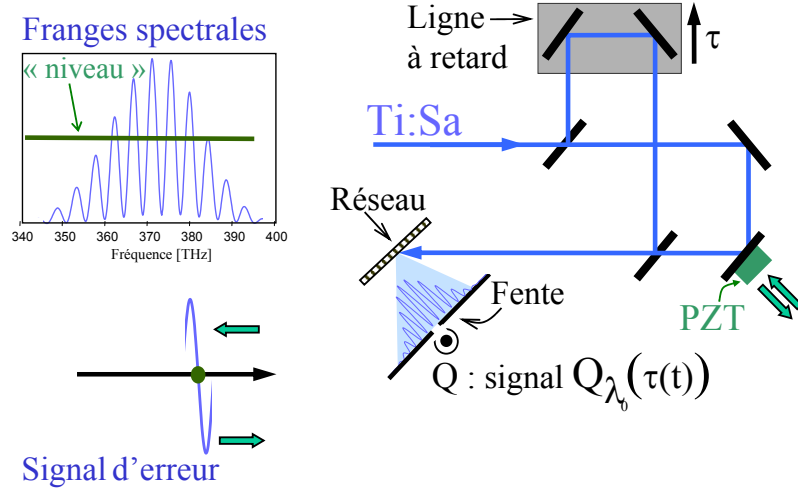 Franges spectrales
« niveau »
340 350 360 370 380 390 400
Fréquence [THz]
Ligne
à retard
τ
Ti:Sa
Réseau
Fente
PZT
Q : signal Q_λ₀(τ(t))
Signal d’erreur